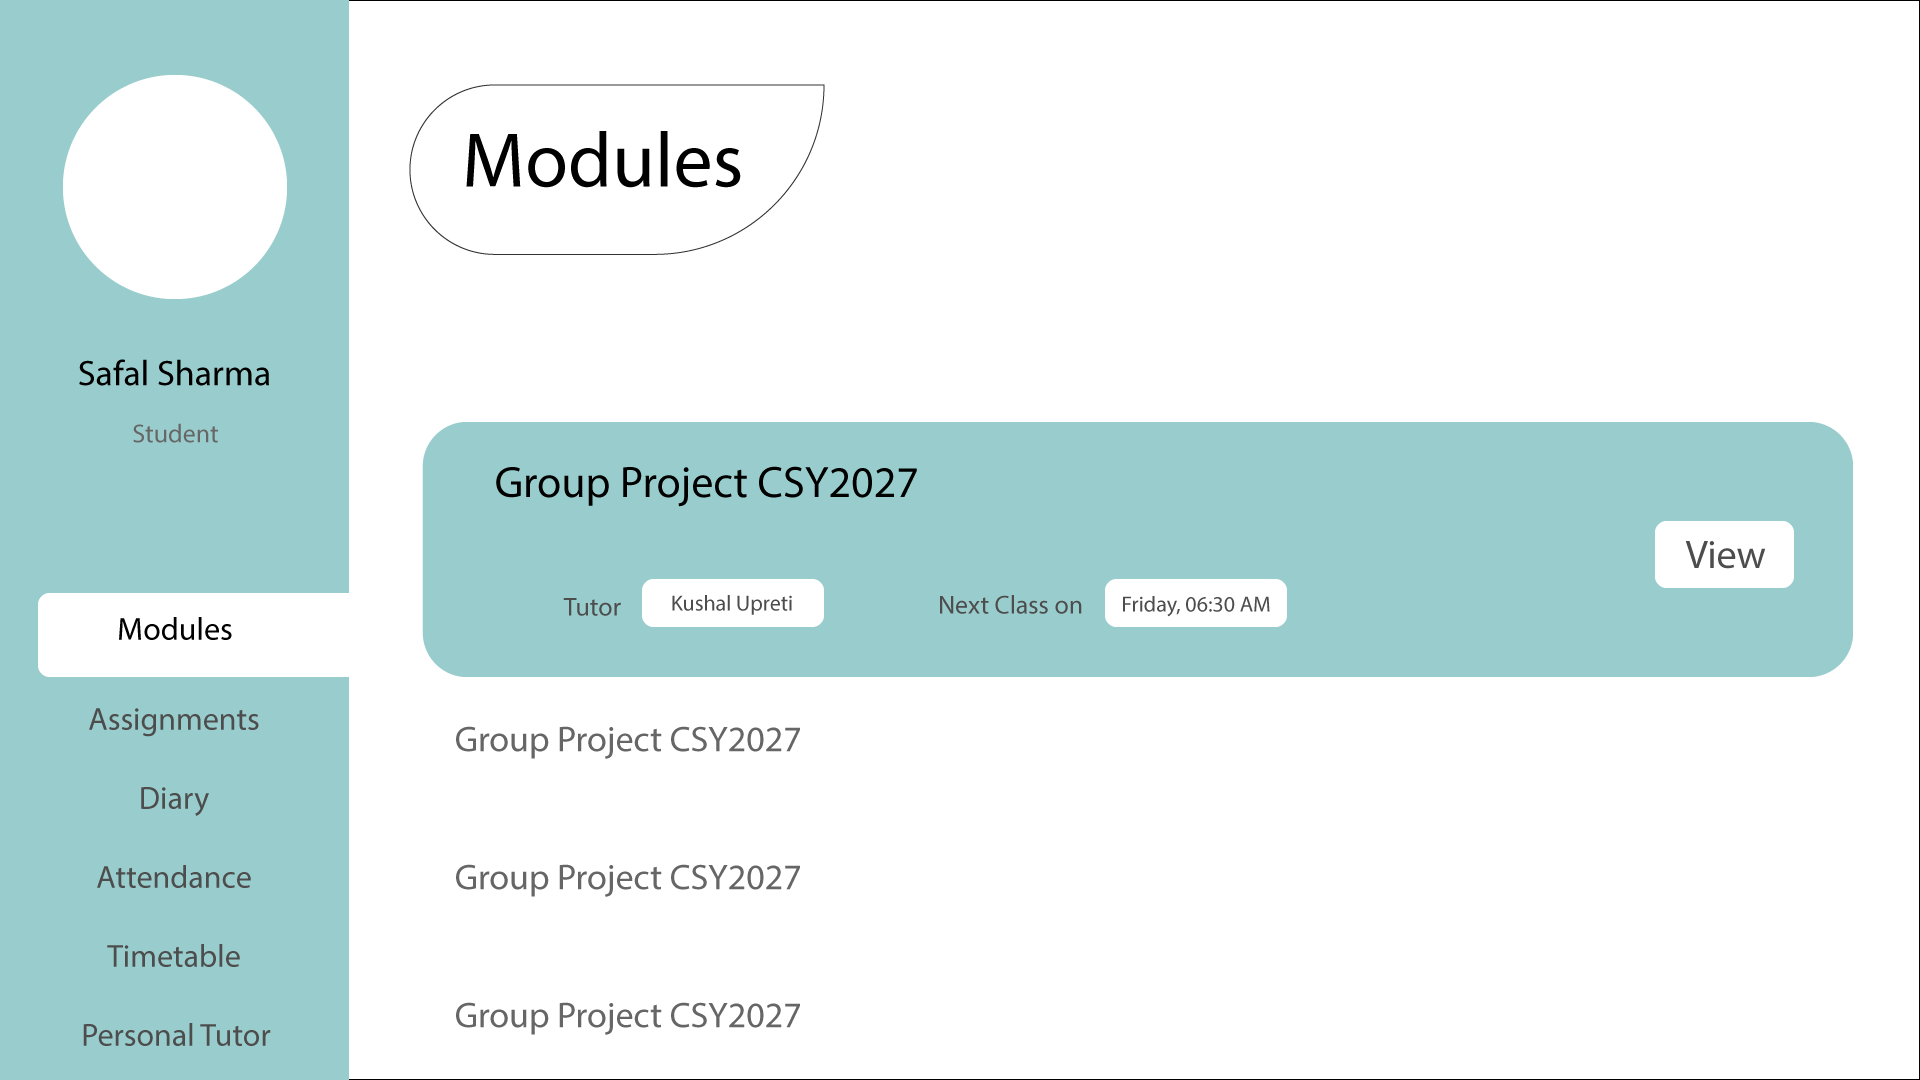 Safal Sharma
Student
Modules
Assignments
Diary
Attendance
Timetable
Personal Tutor
Modules
Group Project CSY2027
View
Tutor Kushal Upreti Next Class on Friday, 06:30 AM
Group Project CSY2027
Group Project CSY2027
Group Project CSY2027